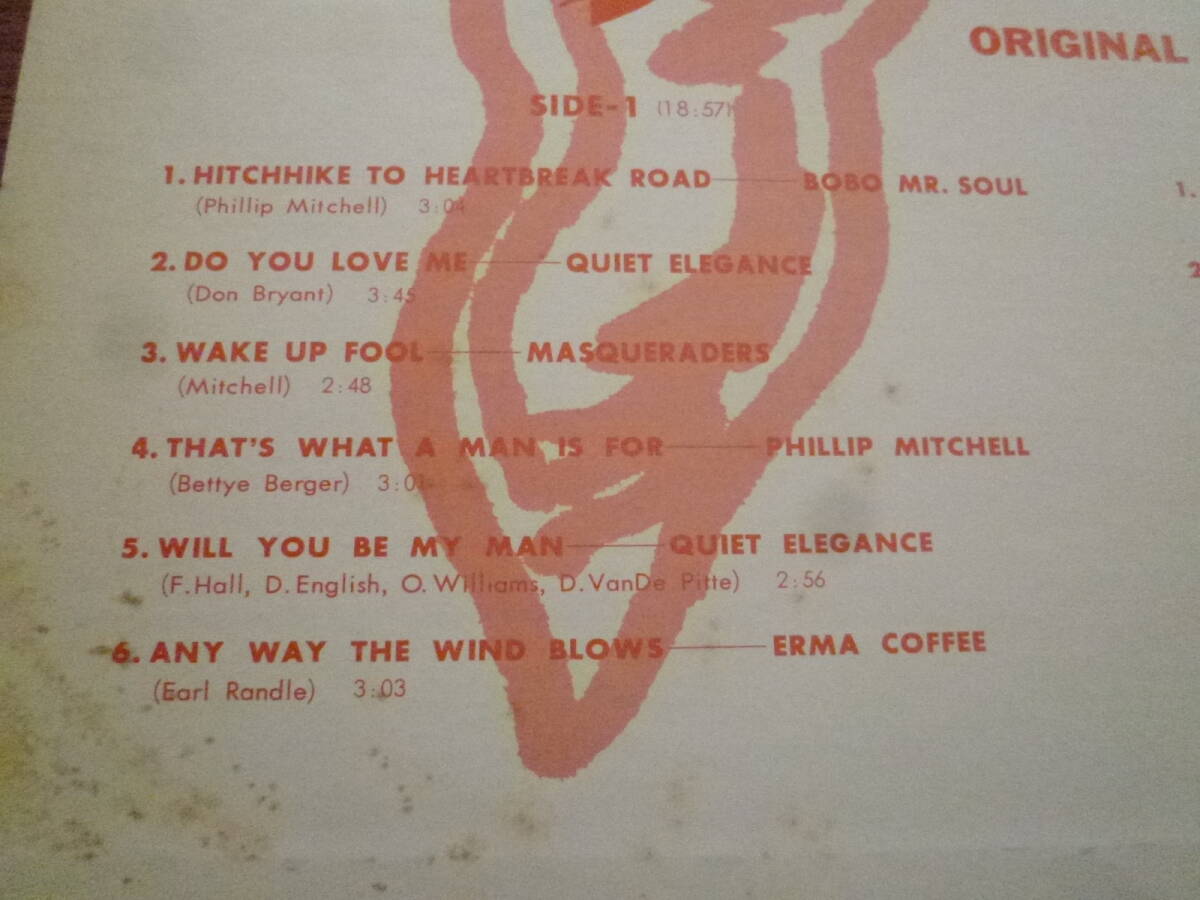 ORIGINAL
SIDE-1 (18:57)
1. HITCHHIKE TO HEARTBREAK ROAD — BOBO MR. SOUL
(Phillip Mitchell) 3:04
2. DO YOU LOVE ME — QUIET ELEGANCE
(Don Bryant) 3:45
3. WAKE UP FOOL — MASQUERADERS
(Mitchell) 2:48
4. THAT'S WHAT A MAN IS FOR — PHILLIP MITCHELL
(Bettye Berger)
5. WILL YOU BE MY MAN — QUIET ELEGANCE
(F.Hall, D.English, O.Williams, D.VanDe Pitte) 2:56
6. ANY WAY THE WIND BLOWS — ERMA COFFEE
(Earl Randle) 3:03
1.
2